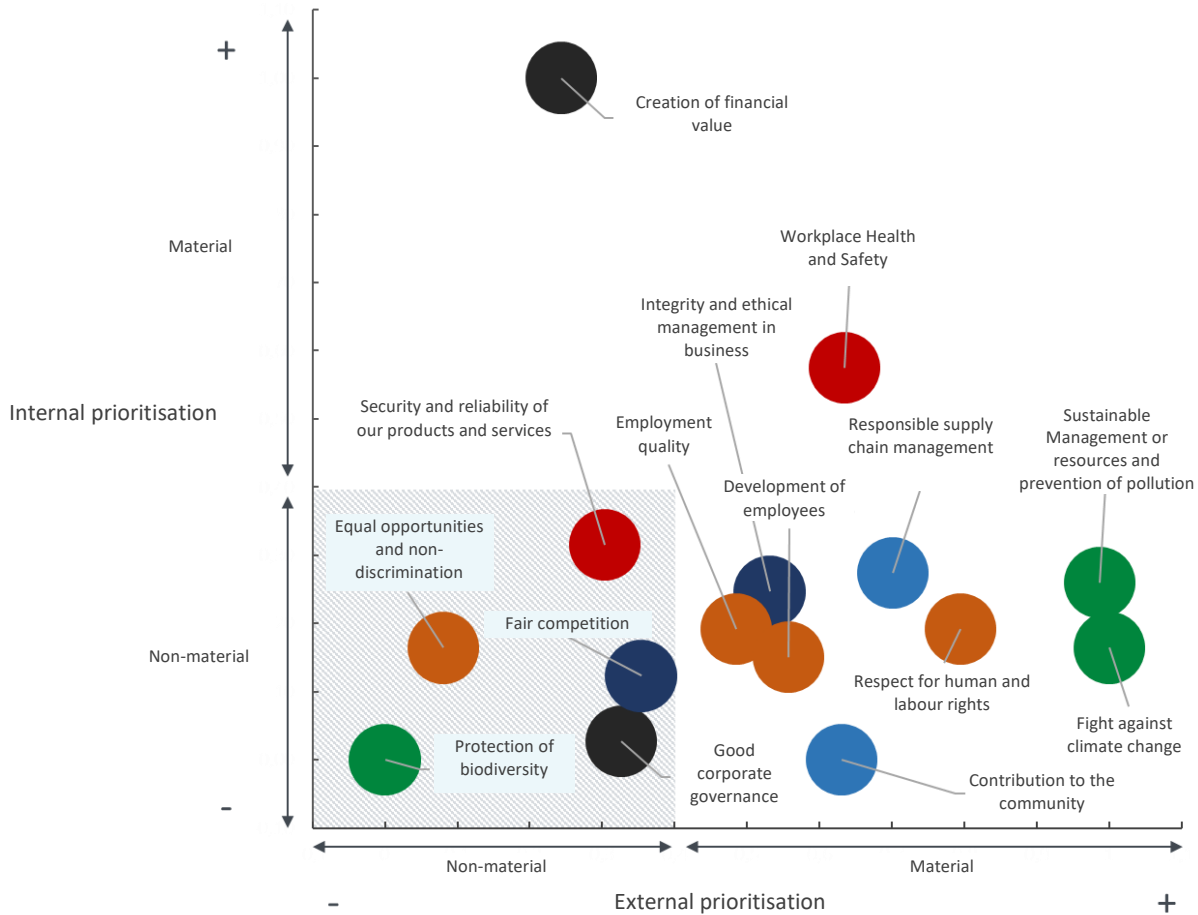 +
Creation of financial
value
Material
Workplace Health
and Safety
Integrity and ethical
management in
business
Internal prioritisation
Security and reliability of
our products and services
Employment
quality
Responsible supply
chain management
Sustainable
Management or
resources and
prevention of pollution
Development of
employees
Equal opportunities
and non-
discrimination
Fair competition
Non-material
Respect for human and
labour rights
Protection of
biodiversity
Good
corporate
governance
Fight against
climate change
Contribution to the
community
-
Non-material
Material
-
External prioritisation
+